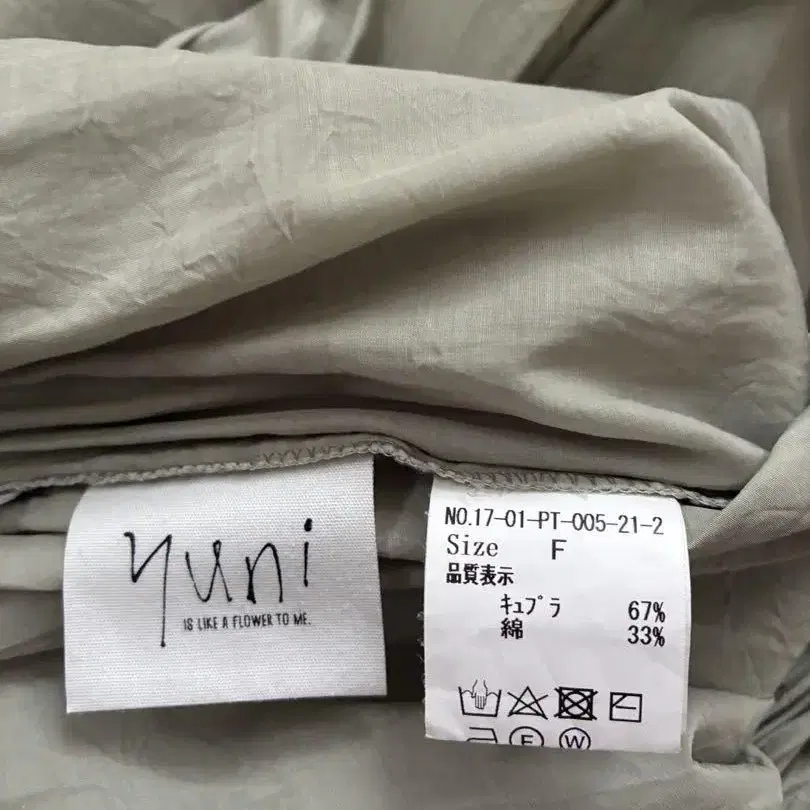 yuni
IS LIKE A FLOWER TO ME.
NO.17-01-PT-005-21-2
Size F
品質表示
ｷｭﾌﾟﾗ 67%
綿 33%
F W